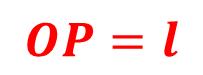 OP = l